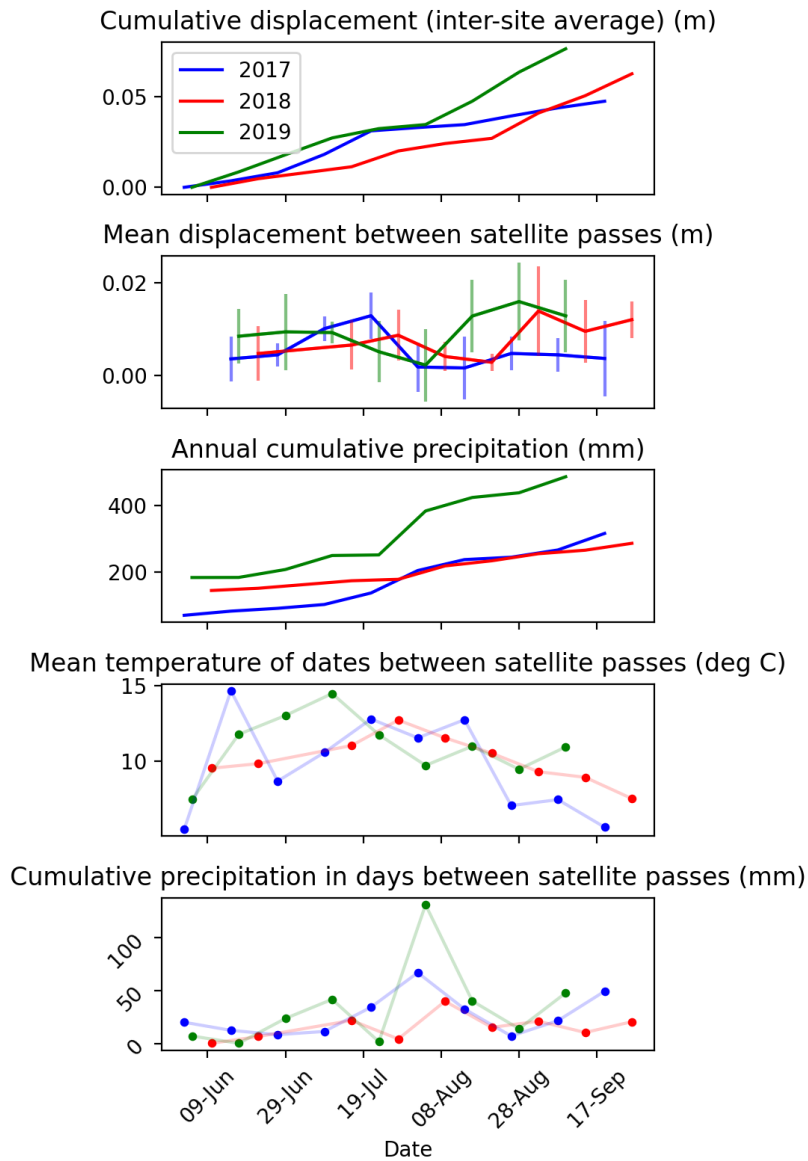 Cumulative displacement (inter-site average) (m)
2017
2018
2019
0.05
0.00
Mean displacement between satellite passes (m)
0.02
0.00
Annual cumulative precipitation (mm)
400
200
Mean temperature of dates between satellite passes (deg C)
15
10
Cumulative precipitation in days between satellite passes (mm)
100
50
0
09-Jun
29-Jun
19-Jul
08-Aug
28-Aug
17-Sep
Date